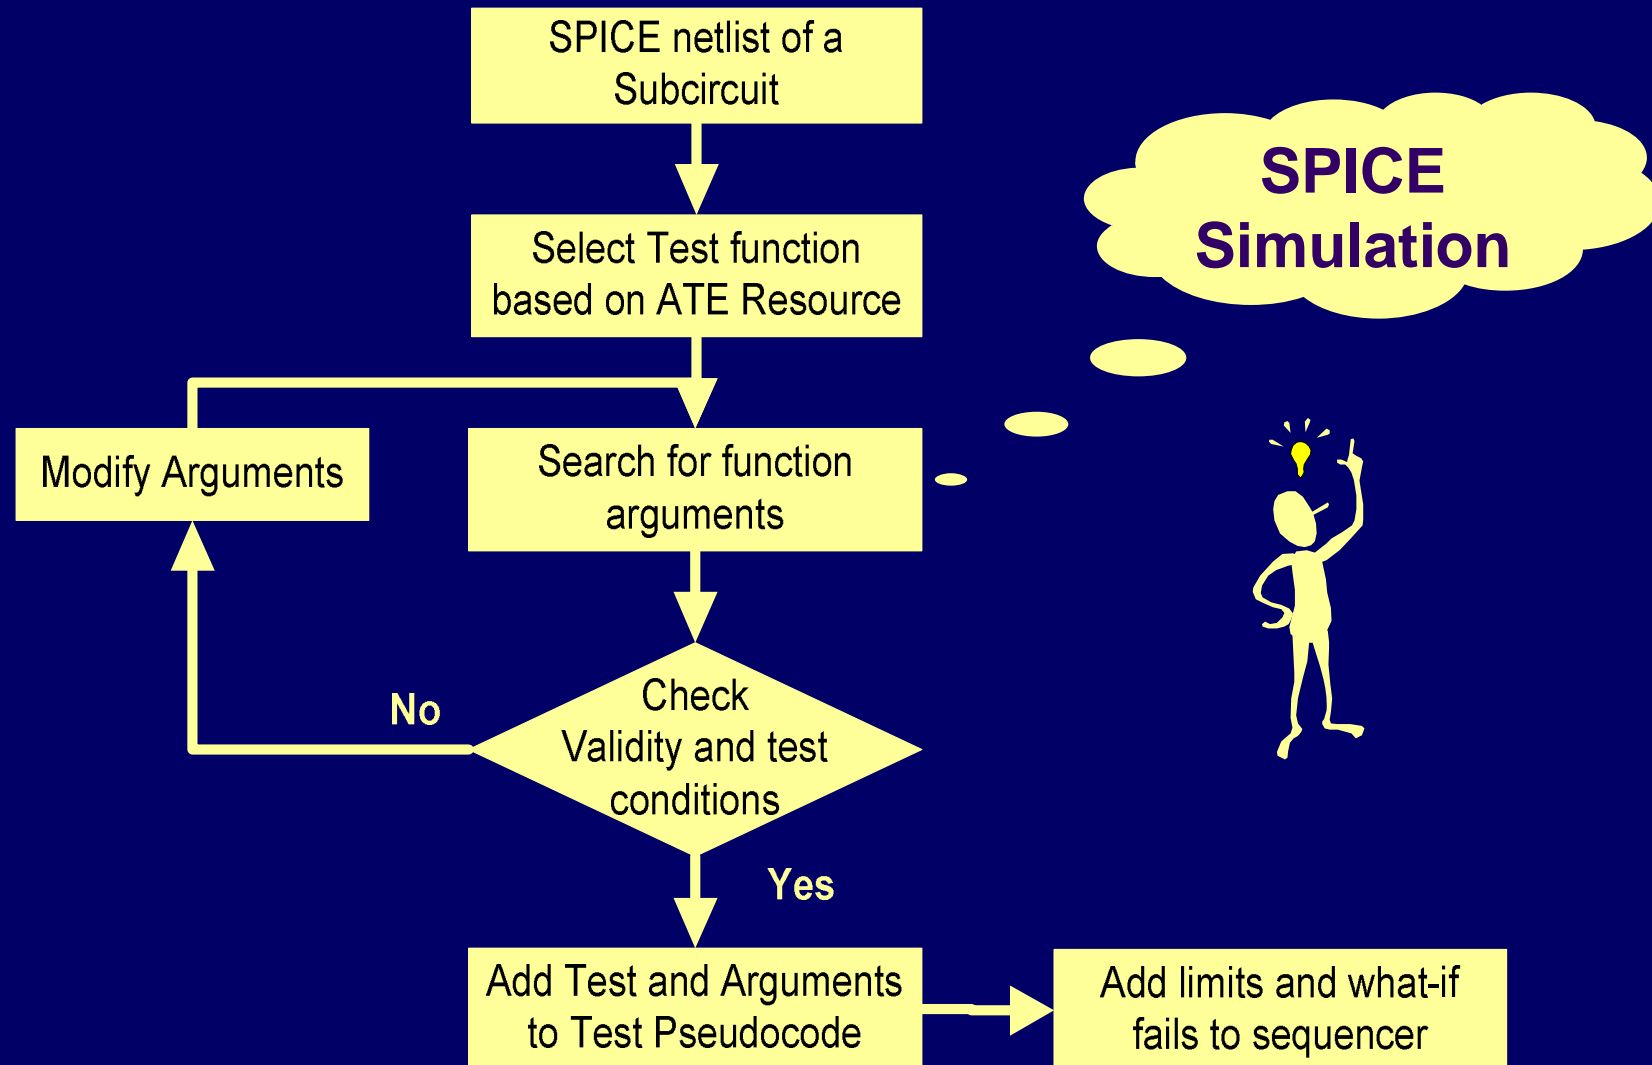 SPICE netlist of a
Subcircuit
SPICE
Simulation
Select Test function
based on ATE Resource
Modify Arguments
Search for function
arguments
No
Check
Validity and test
conditions
Yes
Add Test and Arguments
to Test Pseudocode
Add limits and what-if
fails to sequencer